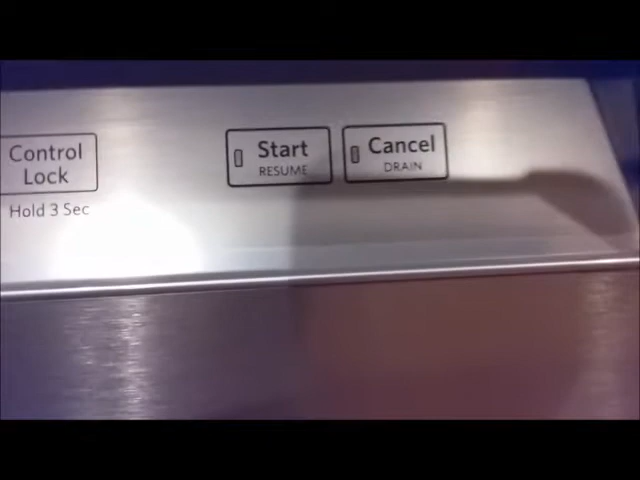 Control
Lock
Hold 3 Sec
Start
RESUME
Cancel
DRAIN